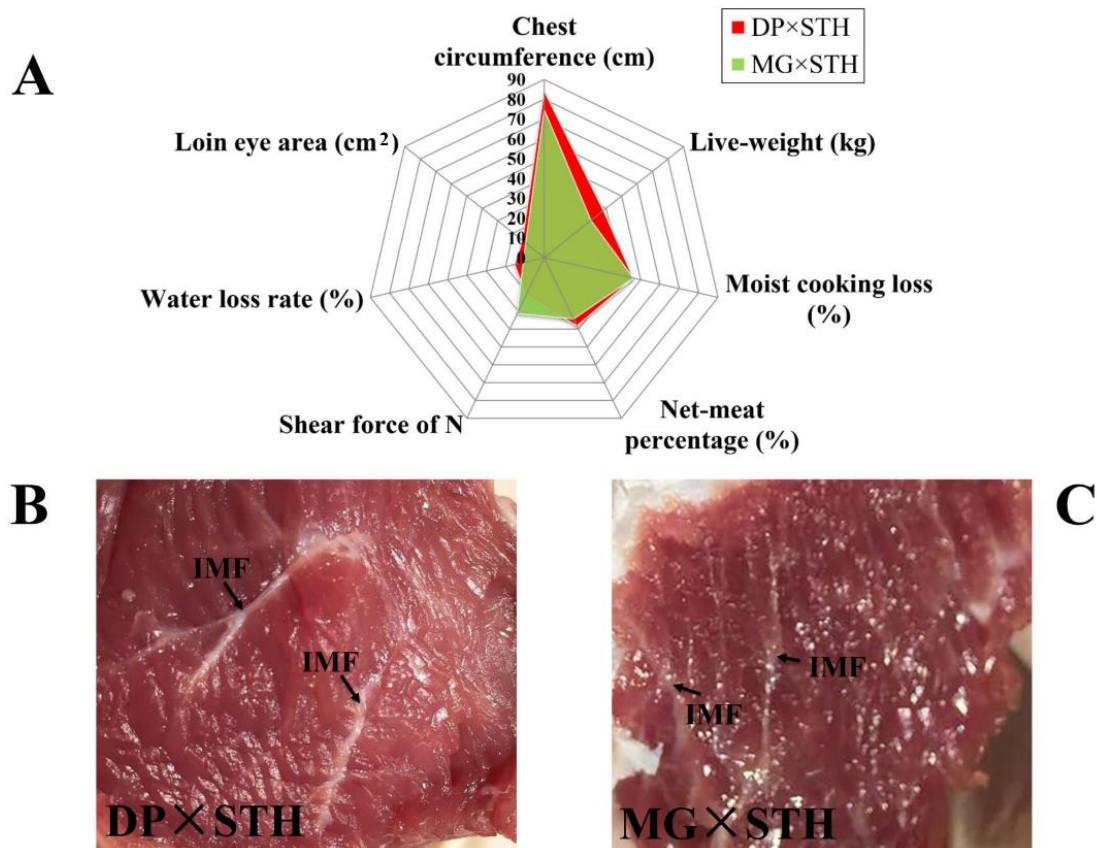 A
Chest
circumference (cm)
DP×STH
MG×STH
90
80
70
60
50
40
30
20
10
0
Loin eye area (cm²)
Live-weight (kg)
Water loss rate (%)
Moist cooking loss
(%)
Shear force of N
Net-meat
percentage (%)
B
IMF
IMF
DP×STH
C
IMF
IMF
MG×STH